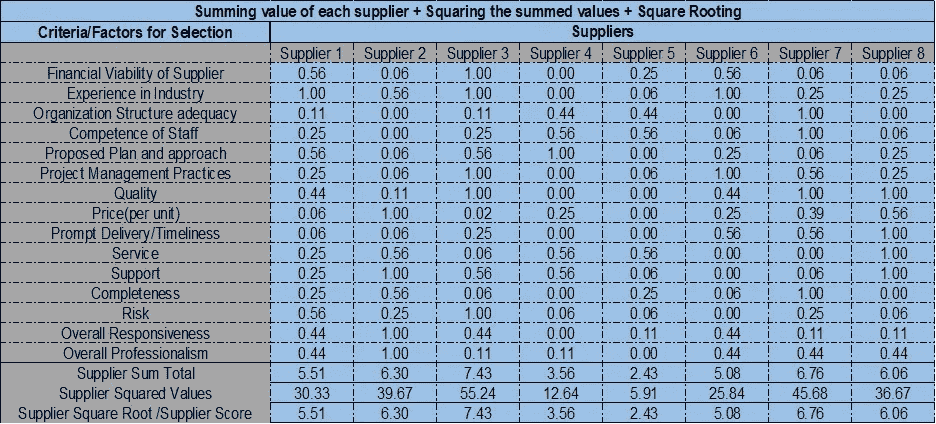 Summing value of each supplier + Squaring the summed values + Square Rooting
Criteria/Factors for Selection Suppliers
Supplier 1 Supplier 2 Supplier 3 Supplier 4 Supplier 5 Supplier 6 Supplier 7 Supplier 8
Financial Viability of Supplier 0.56 0.06 1.00 0.00 0.25 0.56 0.06 0.06
Experience in Industry 1.00 0.56 1.00 0.00 0.06 1.00 0.25 0.25
Organization Structure adequacy 0.11 0.00 0.11 0.44 0.44 0.00 1.00 0.00
Competence of Staff 0.25 0.00 0.25 0.56 0.56 0.06 1.00 0.06
Proposed Plan and approach 0.56 0.06 0.56 1.00 0.00 0.25 0.06 0.25
Project Management Practices 0.25 0.06 1.00 0.00 0.06 1.00 0.56 0.25
Quality 0.44 0.11 1.00 0.00 0.00 0.44 1.00 1.00
Price(per unit) 0.06 1.00 0.02 0.25 0.00 0.25 0.39 0.56
Prompt Delivery/Timeliness 0.06 0.06 0.25 0.00 0.00 0.56 0.56 1.00
Service 0.25 0.56 0.06 0.56 0.56 0.00 0.00 1.00
Support 0.25 1.00 0.56 0.56 0.06 0.00 0.06 1.00
Completeness 0.25 0.56 0.06 0.00 0.25 0.06 1.00 0.00
Risk 0.56 0.25 1.00 0.06 0.06 0.00 0.25 0.06
Overall Responsiveness 0.44 1.00 0.44 0.00 0.11 0.44 0.11 0.11
Overall Professionalism 0.44 1.00 0.11 0.11 0.00 0.44 0.44 0.44
Supplier Sum Total 5.51 6.30 7.43 3.56 2.43 5.08 6.76 6.06
Supplier Squared Values 30.33 39.67 55.24 12.64 5.91 25.84 45.68 36.67
Supplier Square Root /Supplier Score 5.51 6.30 7.43 3.56 2.43 5.08 6.76 6.06